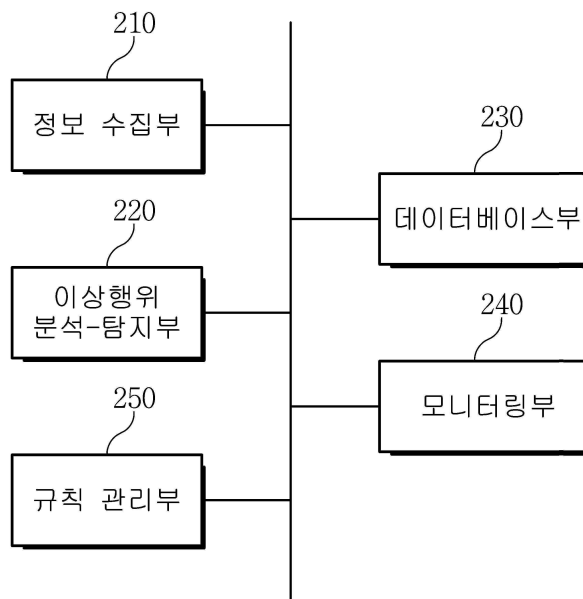 210
정보 수집부
230
데이터베이스부
220
이상행위
분석-탐지부
240
모니터링부
250
규칙 관리부